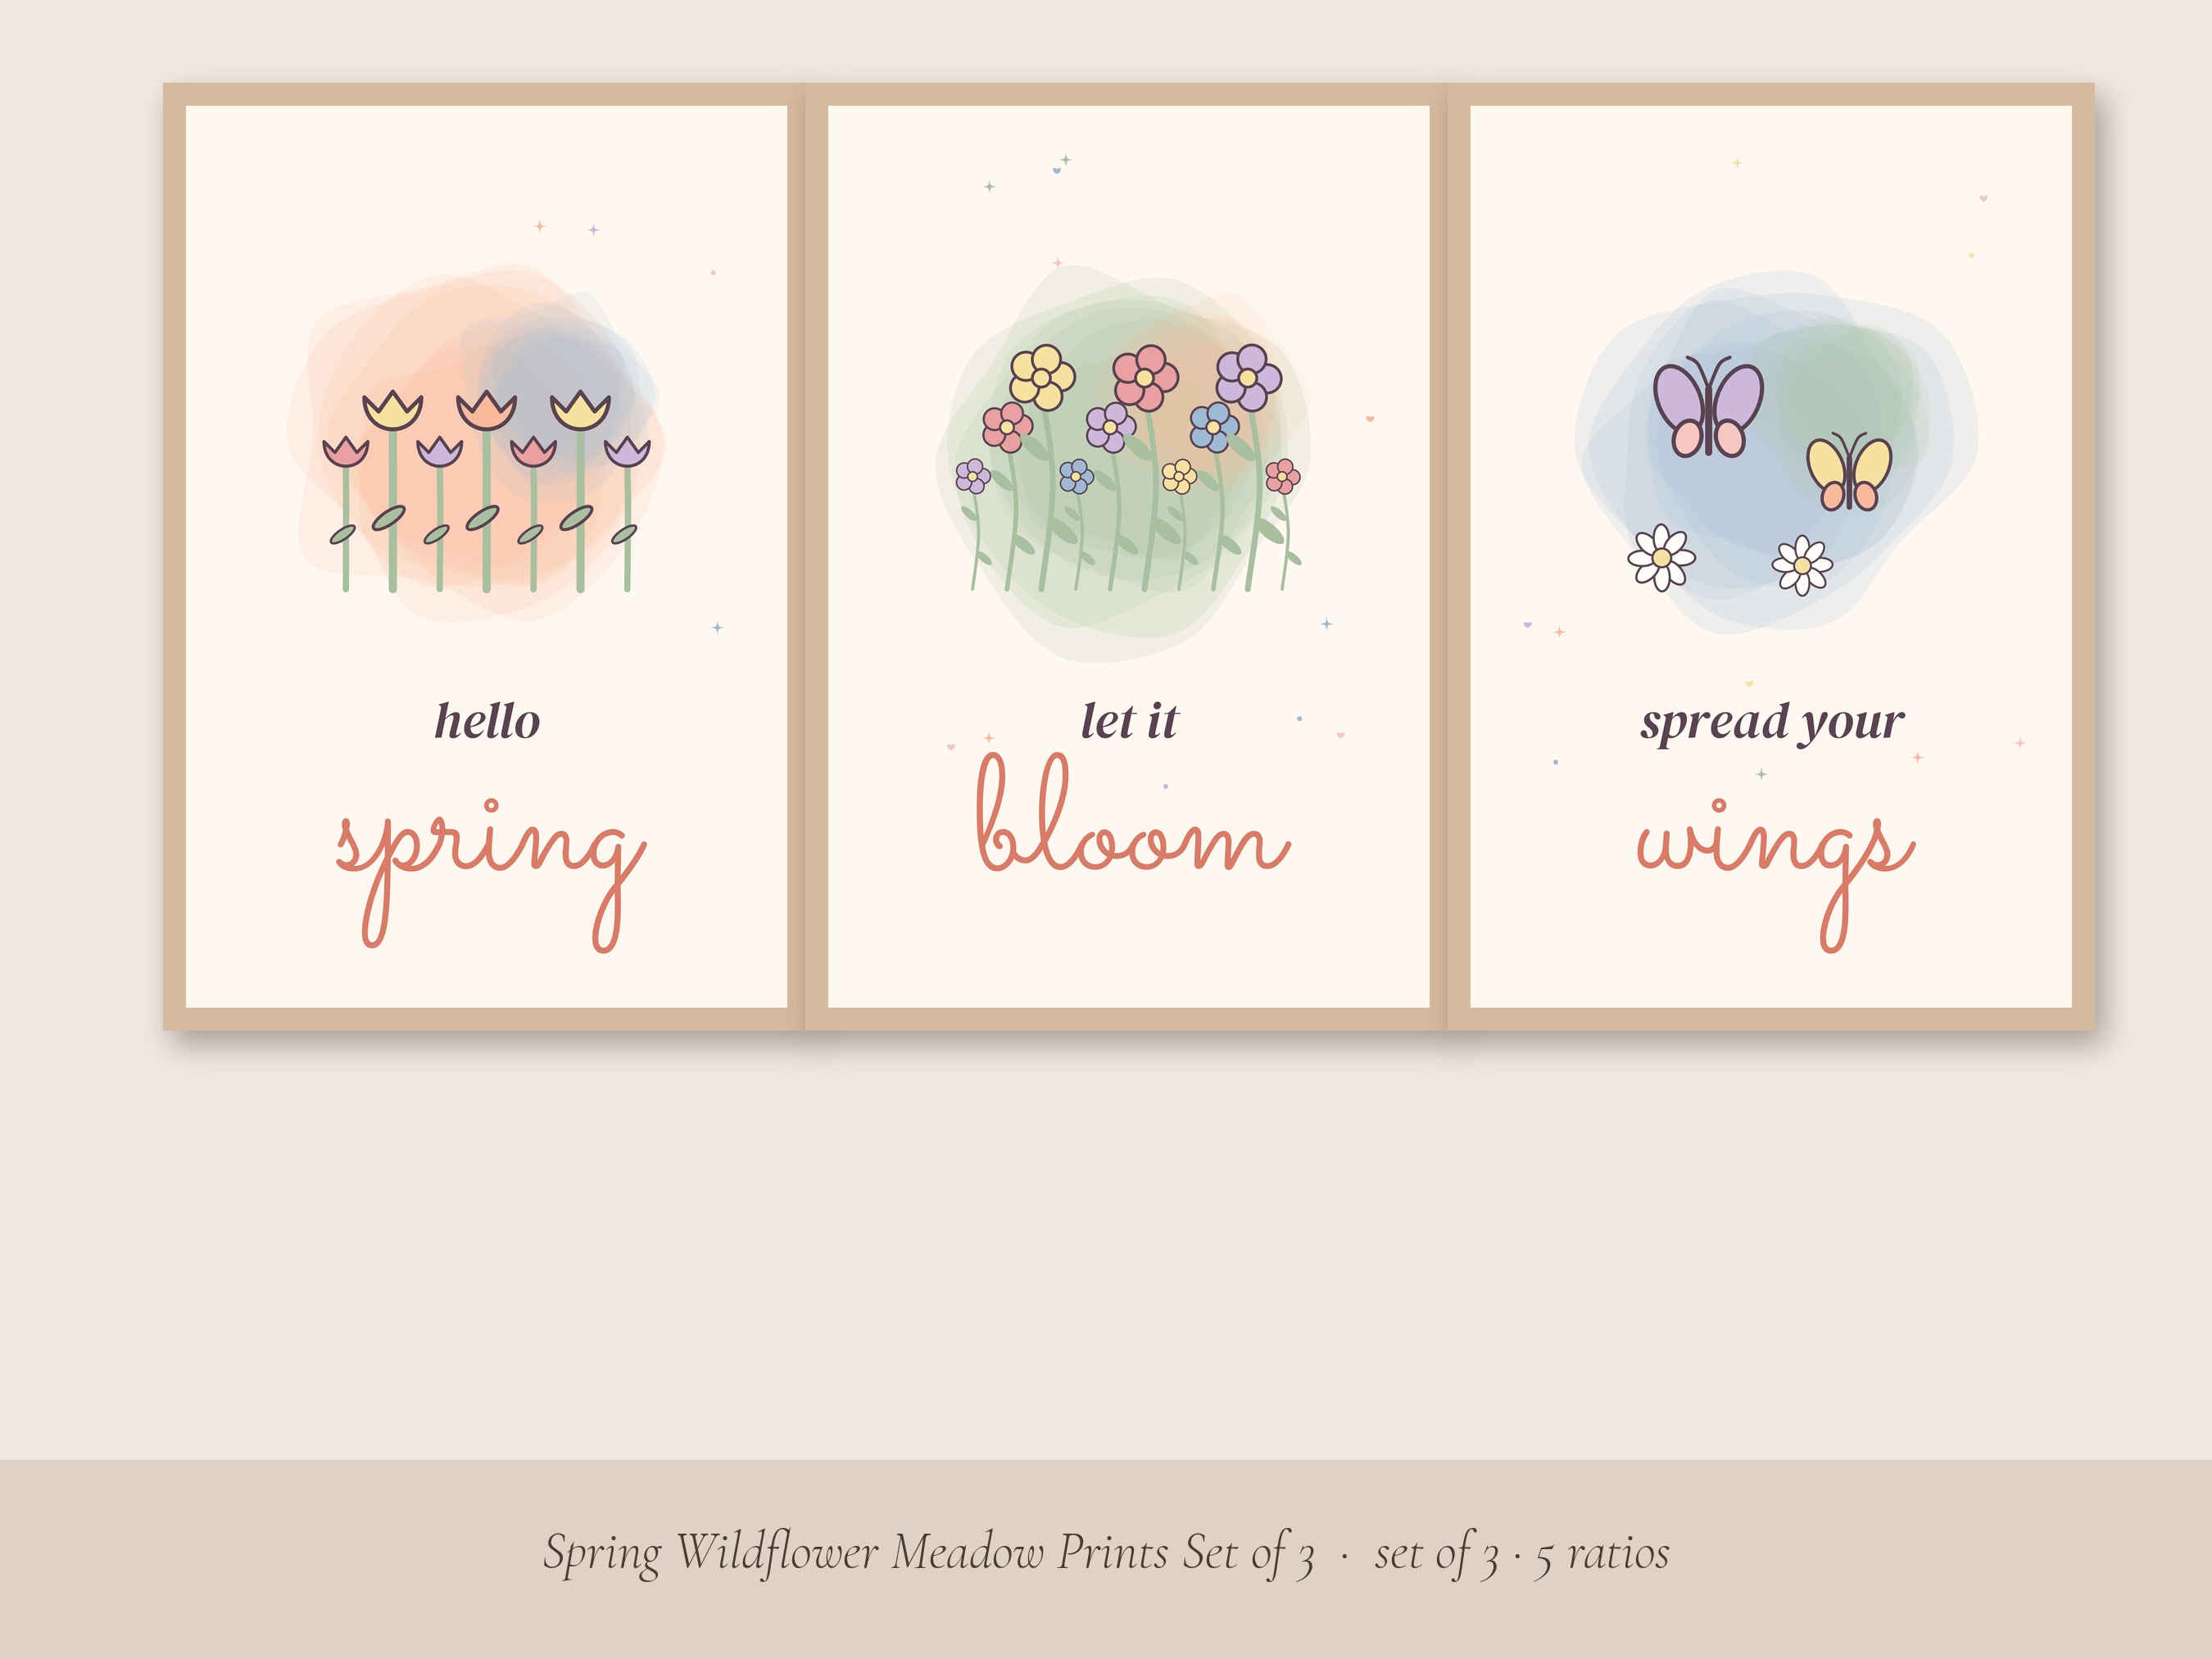 hello
spring
let it
bloom
spread your
wings
Spring Wildflower Meadow Prints Set of 3 · set of 3 · 5 ratios